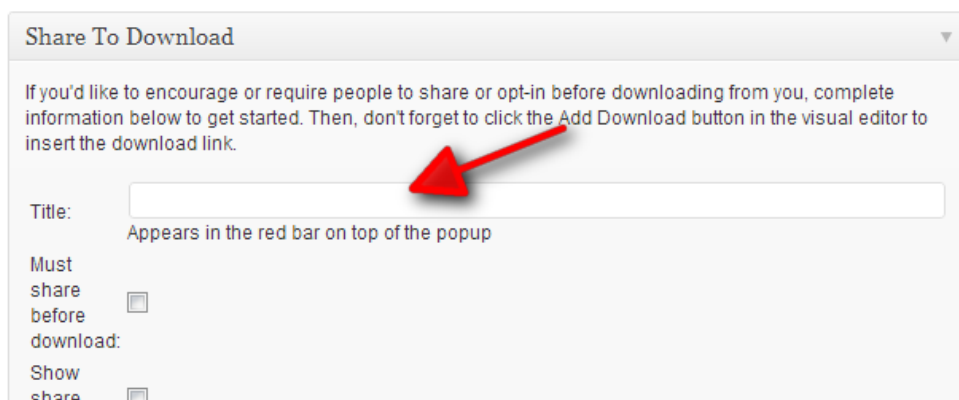 Share To Download
If you'd like to encourage or require people to share or opt-in before downloading from you, complete
information below to get started. Then, don't forget to click the Add Download button in the visual editor to
insert the download link.
Title:
Appears in the red bar on top of the popup
Must
share
before
download:
Show
share